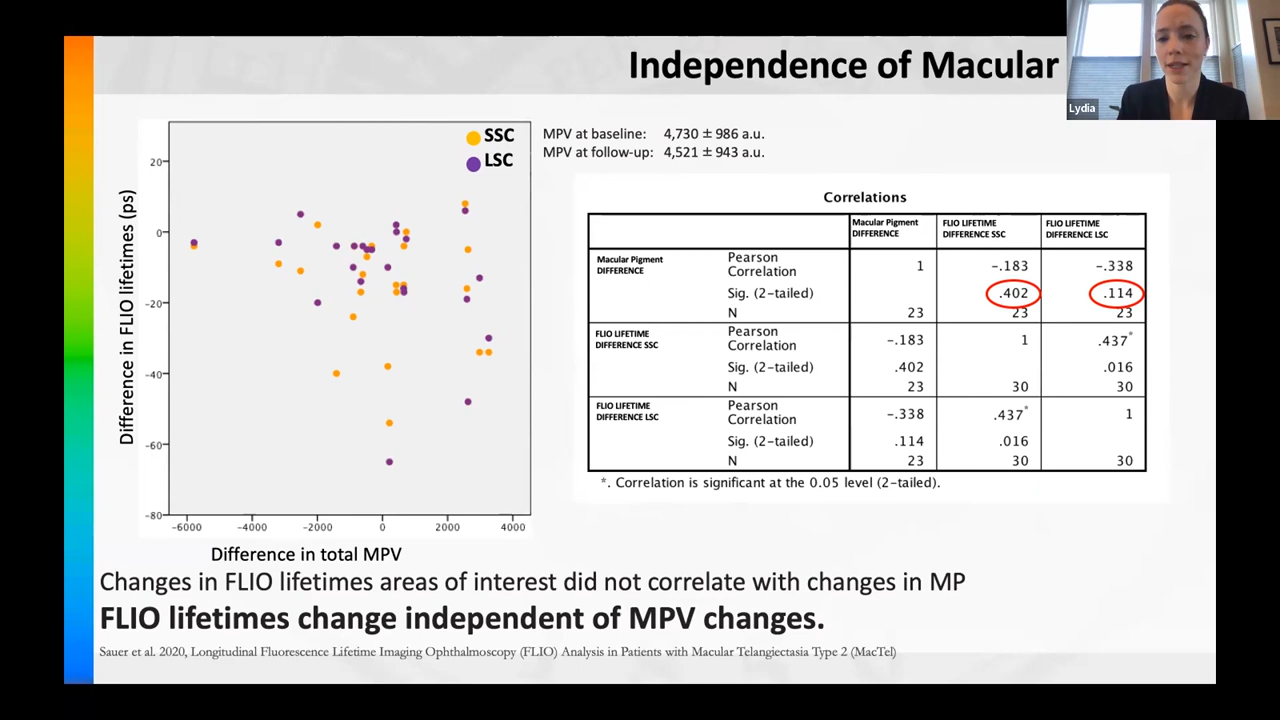 Independence of Macular
Lydia
SSC
LSC
MPV at baseline: 4,730 ± 986 a.u.
MPV at follow-up: 4,521 ± 943 a.u.
Difference in FLIO lifetimes (ps)
20
0
-20
-40
-60
-80
-6000 -4000 -2000 0 2000 4000
Difference in total MPV
Correlations
Macular Pigment DIFFERENCE
FLIO LIFETIME DIFFERENCE SSC
FLIO LIFETIME DIFFERENCE LSC
Macular Pigment DIFFERENCE
Pearson Correlation 1 -.183 -.338
Sig. (2-tailed) .402 .114
N 23 23 23
FLIO LIFETIME DIFFERENCE SSC
Pearson Correlation -.183 1 .437*
Sig. (2-tailed) .402 .016
N 23 30 30
FLIO LIFETIME DIFFERENCE LSC
Pearson Correlation -.338 .437* 1
Sig. (2-tailed) .114 .016
N 23 30 30
*. Correlation is significant at the 0.05 level (2-tailed).
Changes in FLIO lifetimes areas of interest did not correlate with changes in MP
FLIO lifetimes change independent of MPV changes.
Sauer et al. 2020, Longitudinal Fluorescence Lifetime Imaging Ophthalmoscopy (FLIO) Analysis in Patients with Macular Telangiectasia Type 2 (MacTel)